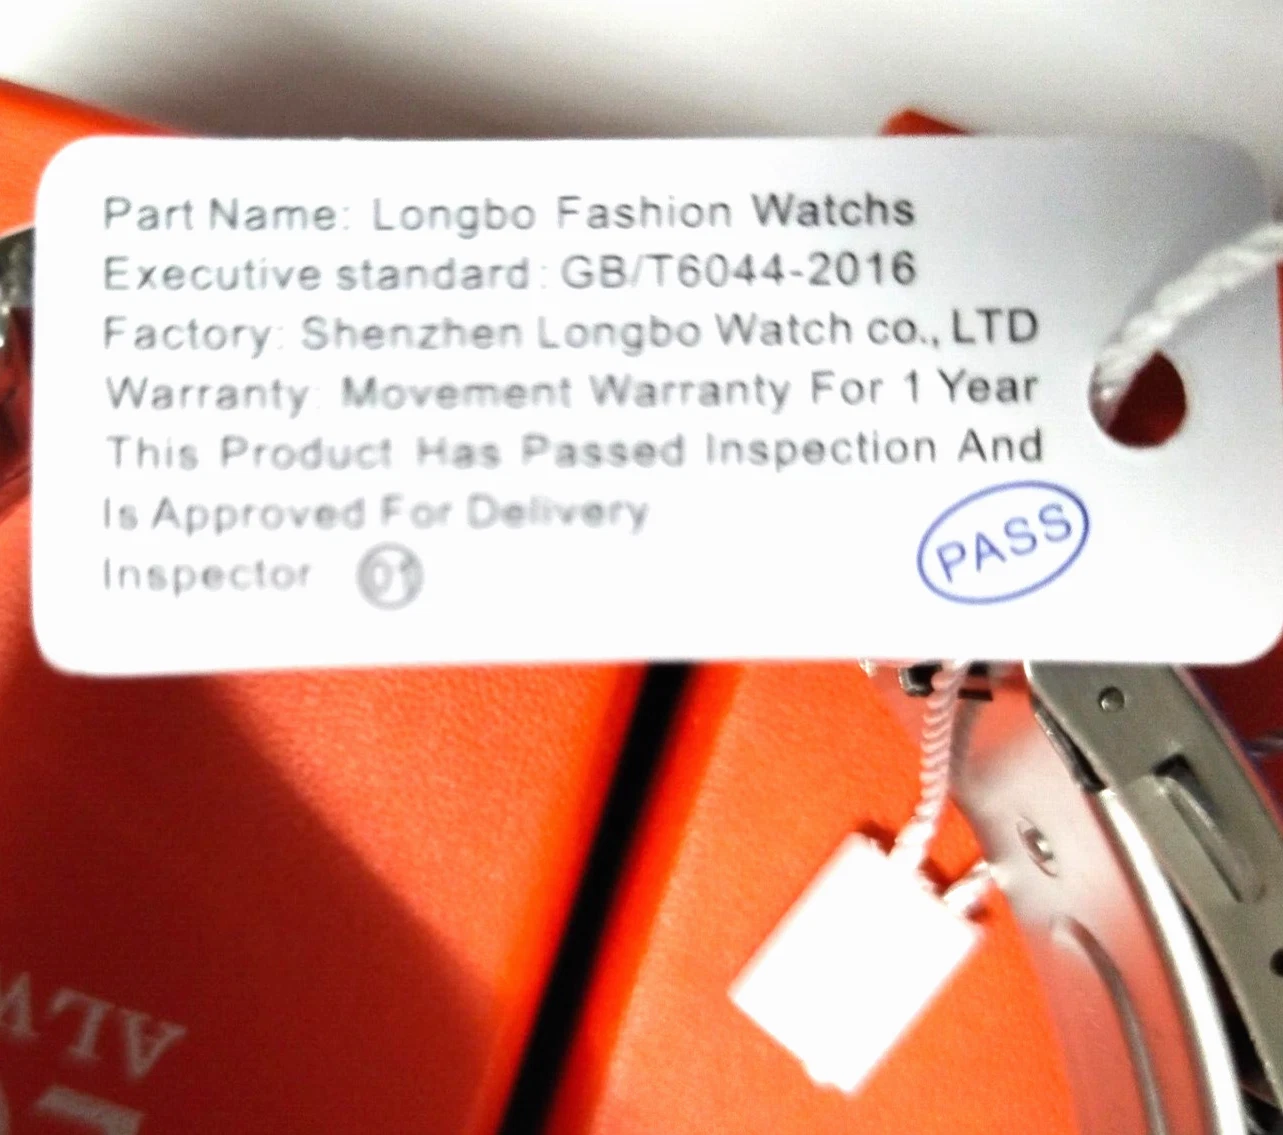 Part Name: Longbo Fashion Watchs
Executive standard: GB/T6044-2016
Factory: Shenzhen Longbo Watch co., LTD
Warranty: Movement Warranty For 1 Year
This Product Has Passed Inspection And
Is Approved For Delivery
Inspector 01
PASS